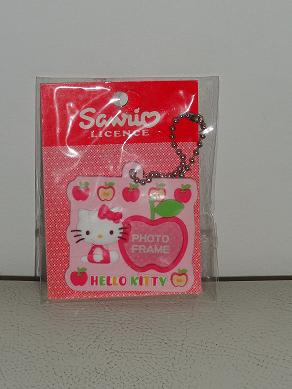 Sanrio
LICENCE
PHOTO
FRAME
HELLO KITTY